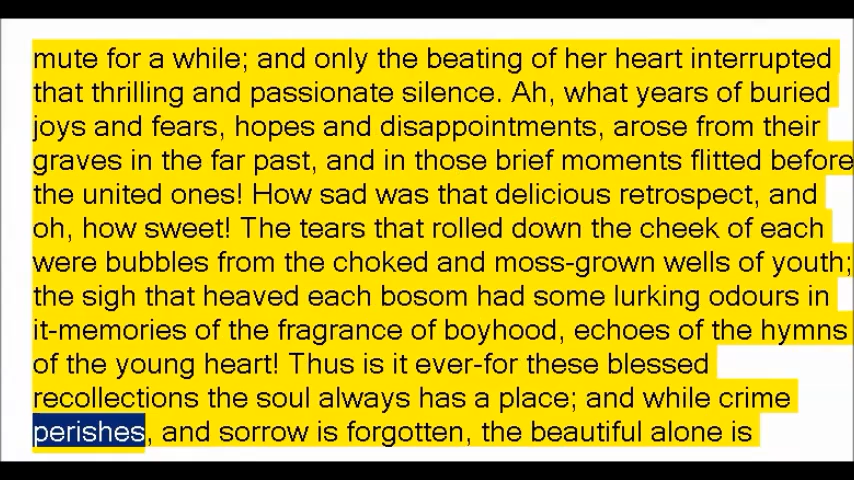 mute for a while; and only the beating of her heart interrupted
that thrilling and passionate silence. Ah, what years of buried
joys and fears, hopes and disappointments, arose from their
graves in the far past, and in those brief moments flitted before
the united ones! How sad was that delicious retrospect, and
oh, how sweet! The tears that rolled down the cheek of each
were bubbles from the choked and moss-grown wells of youth;
the sigh that heaved each bosom had some lurking odours in
it-memories of the fragrance of boyhood, echoes of the hymns
of the young heart! Thus is it ever-for these blessed
recollections the soul always has a place; and while crime
perishes, and sorrow is forgotten, the beautiful alone is